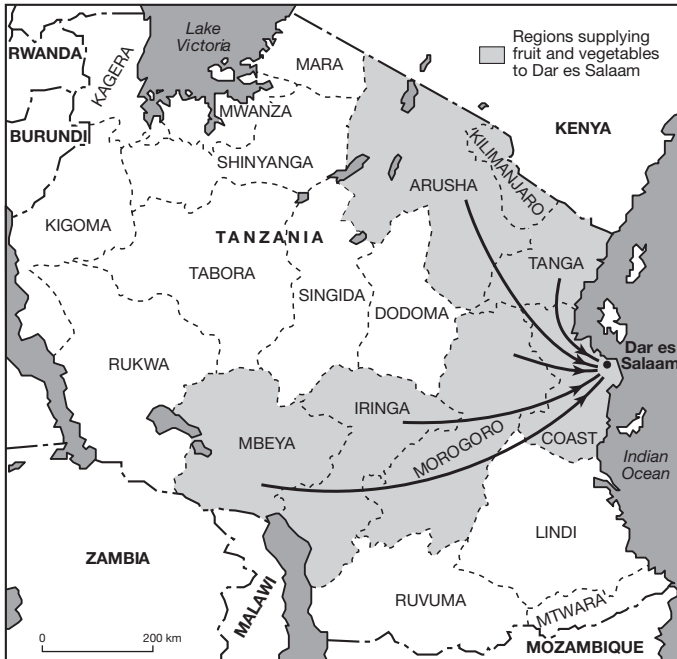 Lake
Victoria
RWANDA
KAGERA
MARA
Regions supplying
fruit and vegetables
to Dar es Salaam
MWANZA
BURUNDI
KENYA
SHINYANGA
KILIMANJARO
ARUSHA
KIGOMA
TANZANIA
TANGA
TABORA
SINGIDA
DODOMA
Dar es
Salaam
RUKWA
IRINGA
MBEYA
MOROGORO
COAST
Indian
Ocean
LINDI
ZAMBIA
MALAWI
RUVUMA
MTWARA
0 200 km
MOZAMBIQUE